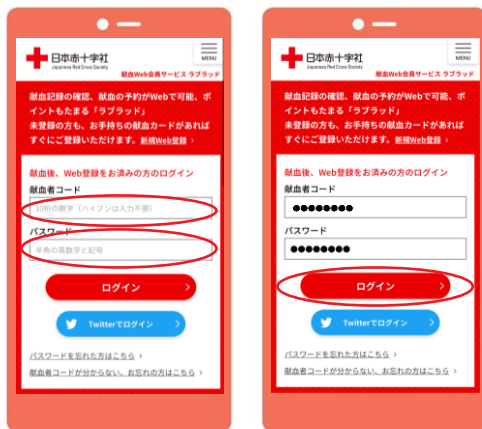 日本赤十字社
Japanese Red Cross Society
MENU
献血Web会員サービス ラブラッド
献血記録の確認、献血の予約がWebで可能、ポ
イントもたまる「ラブラッド」
未登録の方も、お手持ちの献血カードがあれば
すぐにご登録いただけます。新規Web登録 >
献血後、Web登録をお済みの方のログイン
献血者コード
10桁の数字（ハイフンは入力不要）
パスワード
半角の英数字と記号
ログイン >
Twitterでログイン >
パスワードを忘れた方はこちら >
献血者コードが分からない、お忘れの方はこちら >
日本赤十字社
Japanese Red Cross Society
MENU
献血Web会員サービス ラブラッド
献血記録の確認、献血の予約がWebで可能、ポ
イントもたまる「ラブラッド」
未登録の方も、お手持ちの献血カードがあれば
すぐにご登録いただけます。新規Web登録 >
献血後、Web登録をお済みの方のログイン
献血者コード
●●●●●●●●
パスワード
●●●●●●●●
ログイン >
Twitterでログイン >
パスワードを忘れた方はこちら >
献血者コードが分からない、お忘れの方はこちら >